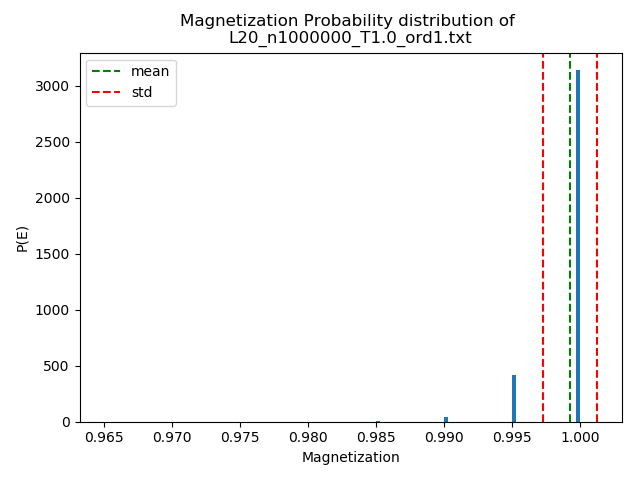 Magnetization Probability distribution of
L20_n1000000_T1.0_ord1.txt
mean
std
P(E)
3000
2500
2000
1500
1000
500
0
0.965 0.970 0.975 0.980 0.985 0.990 0.995 1.000
Magnetization